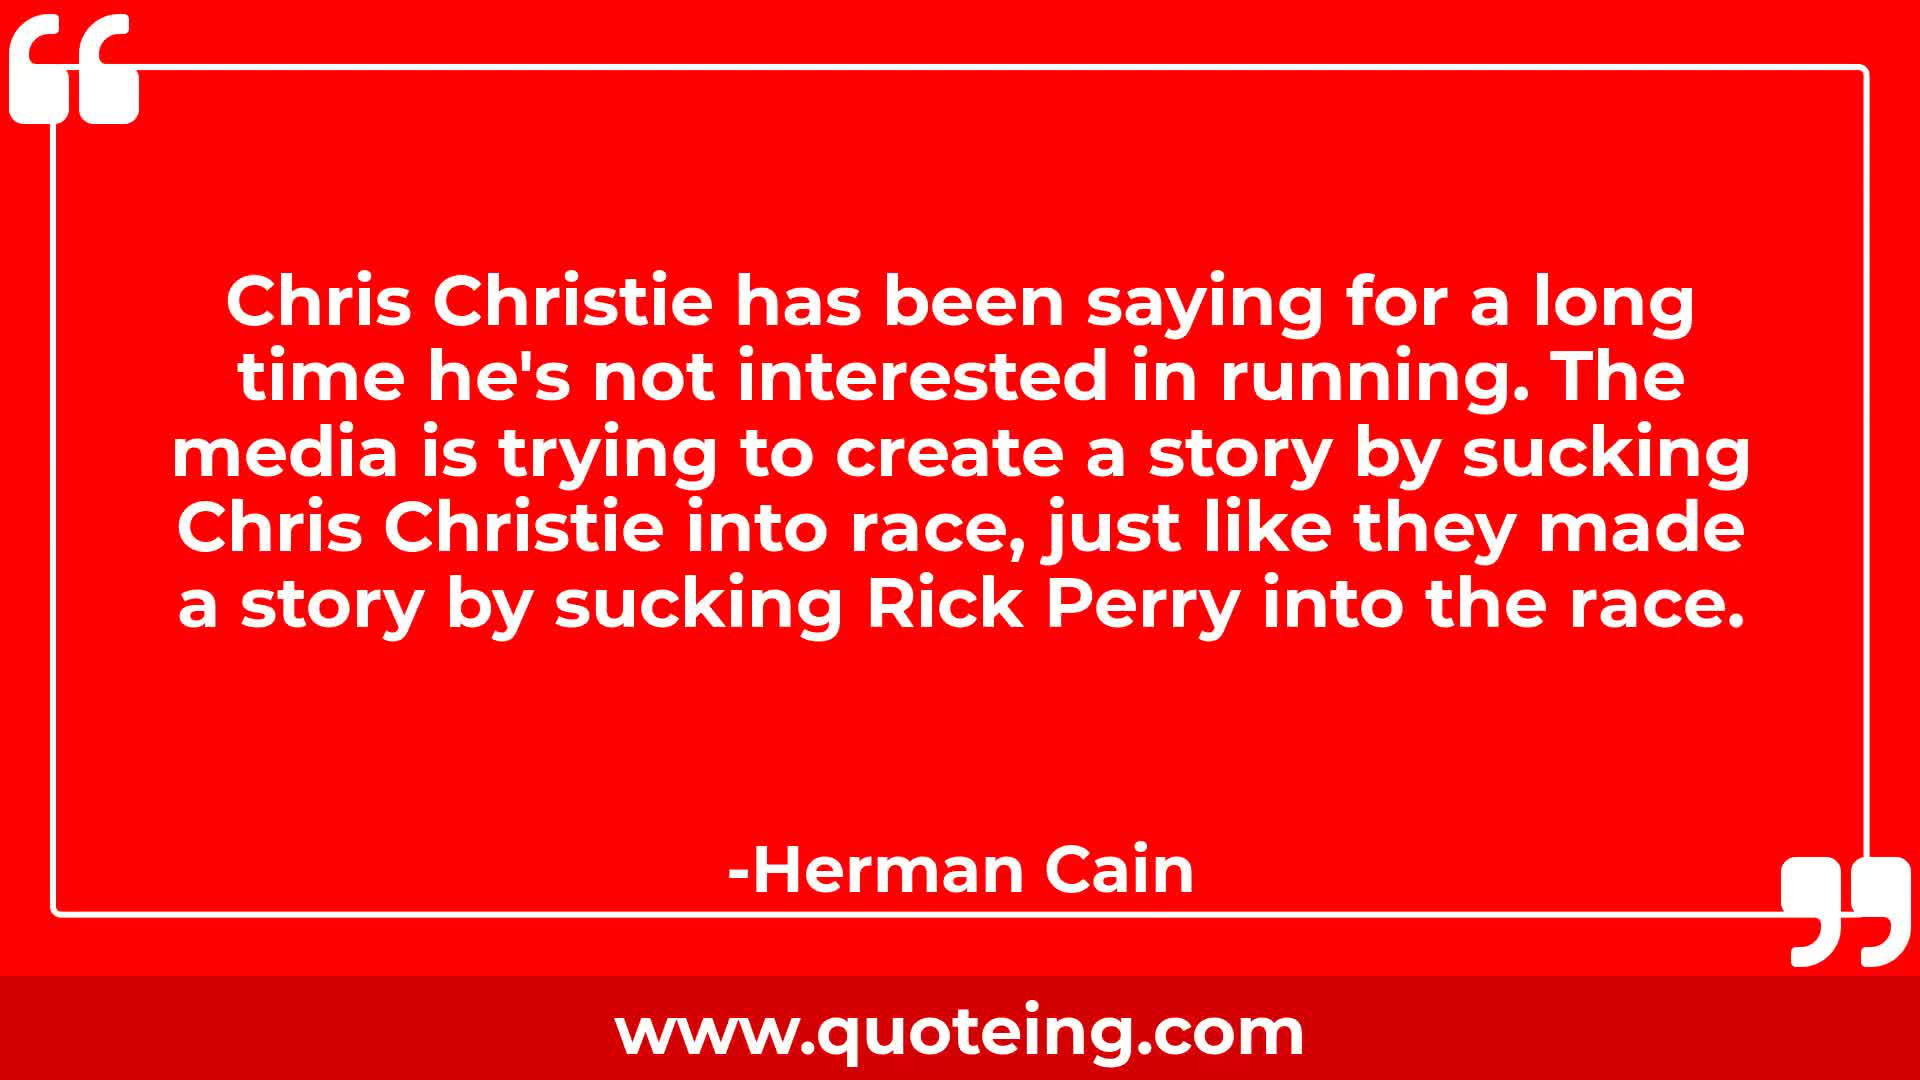 Chris Christie has been saying for a long
time he's not interested in running. The
media is trying to create a story by sucking
Chris Christie into race, just like they made
a story by sucking Rick Perry into the race.
-Herman Cain
www.quoteing.com